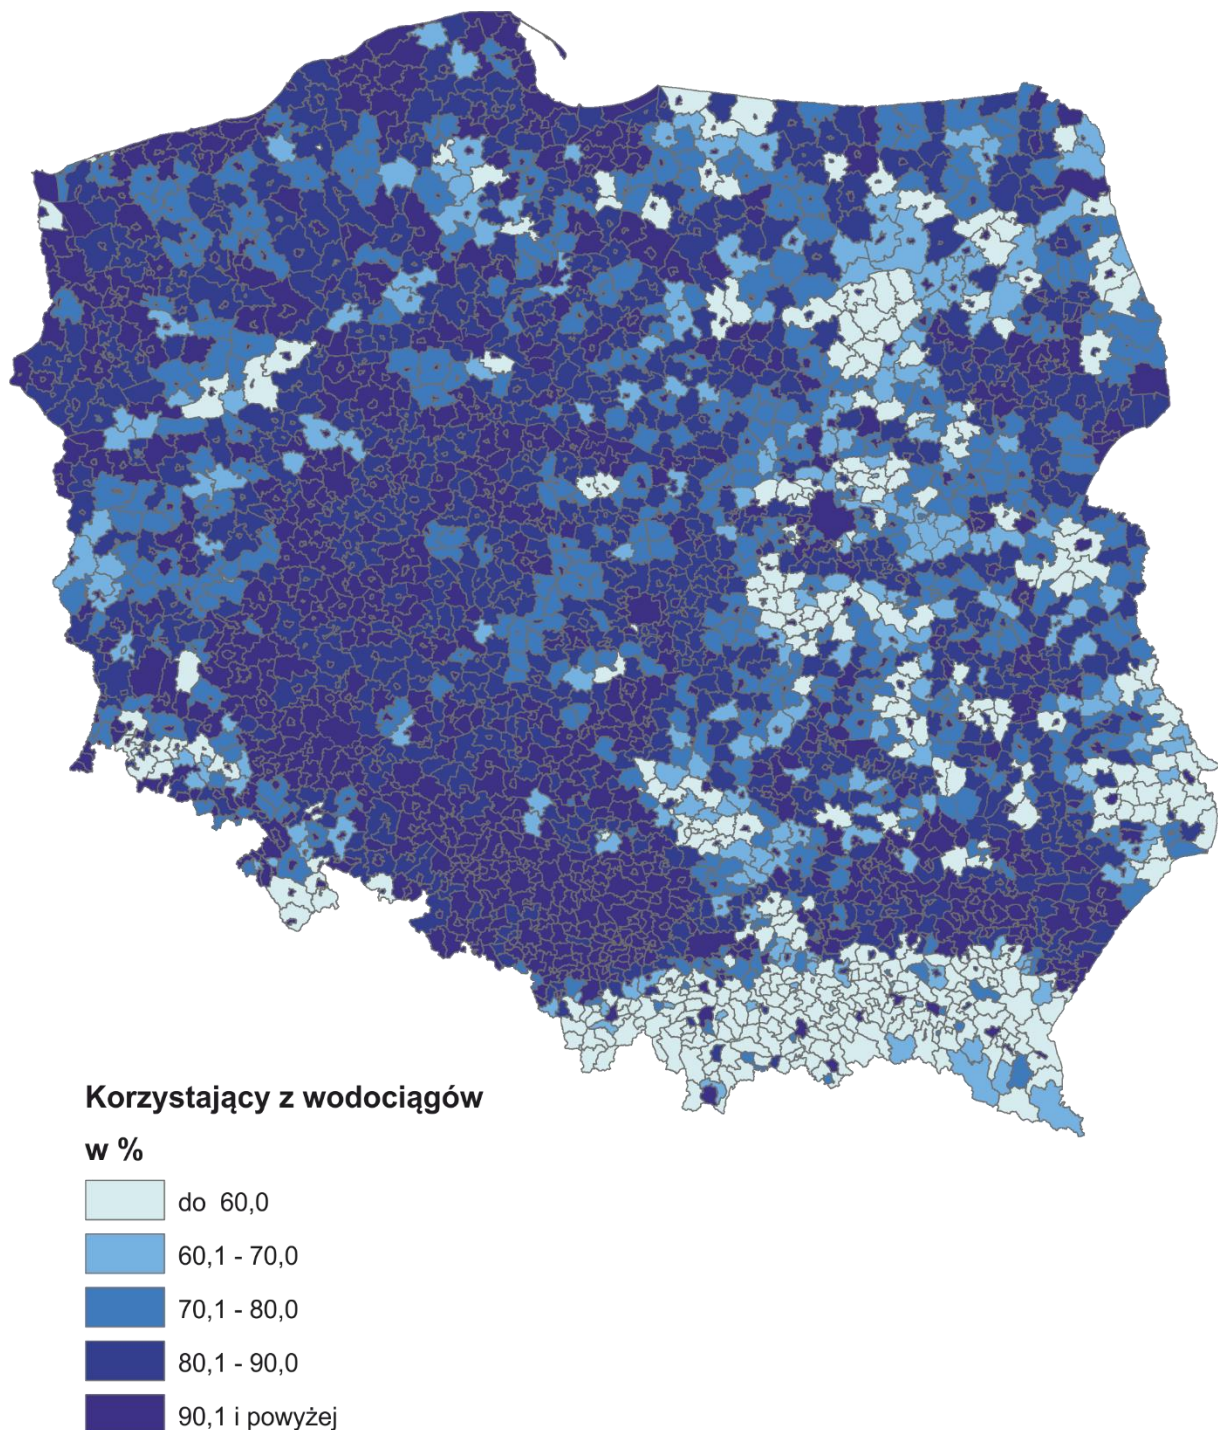 Korzystający z wodociągów
w %
do 60,0
60,1 - 70,0
70,1 - 80,0
80,1 - 90,0
90,1 i powyżej